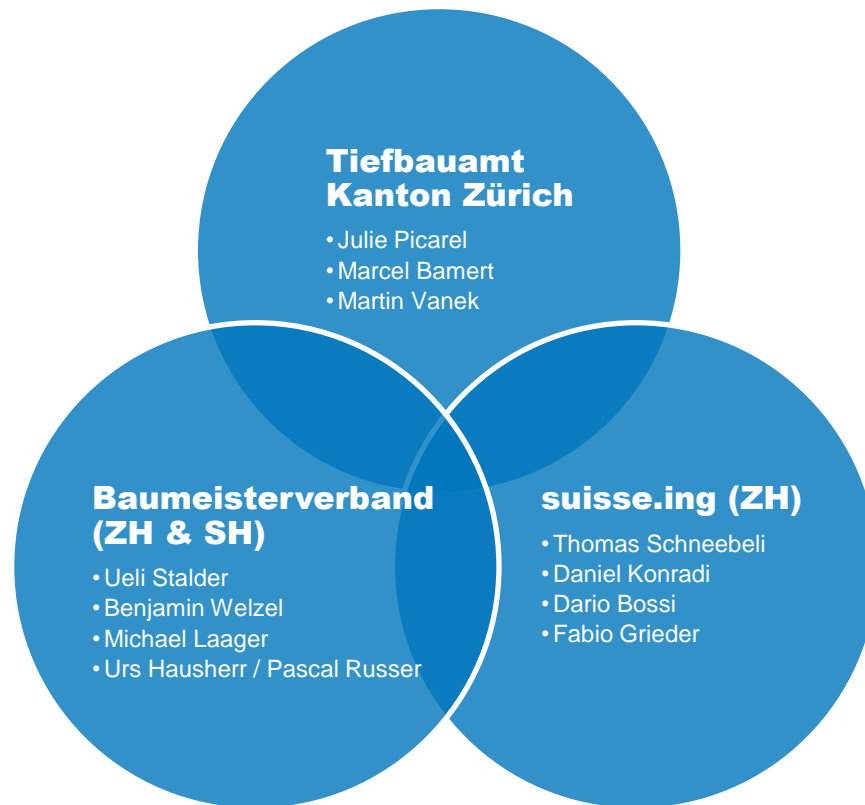 Tiefbauamt
Kanton Zürich
• Julie Picarel
• Marcel Bamert
• Martin Vanek
Baumeisterverband
(ZH & SH)
• Ueli Stalder
• Benjamin Welzel
• Michael Laager
• Urs Hausherr / Pascal Russer
suisse.ing (ZH)
• Thomas Schneebeli
• Daniel Konradi
• Dario Bossi
• Fabio Grieder